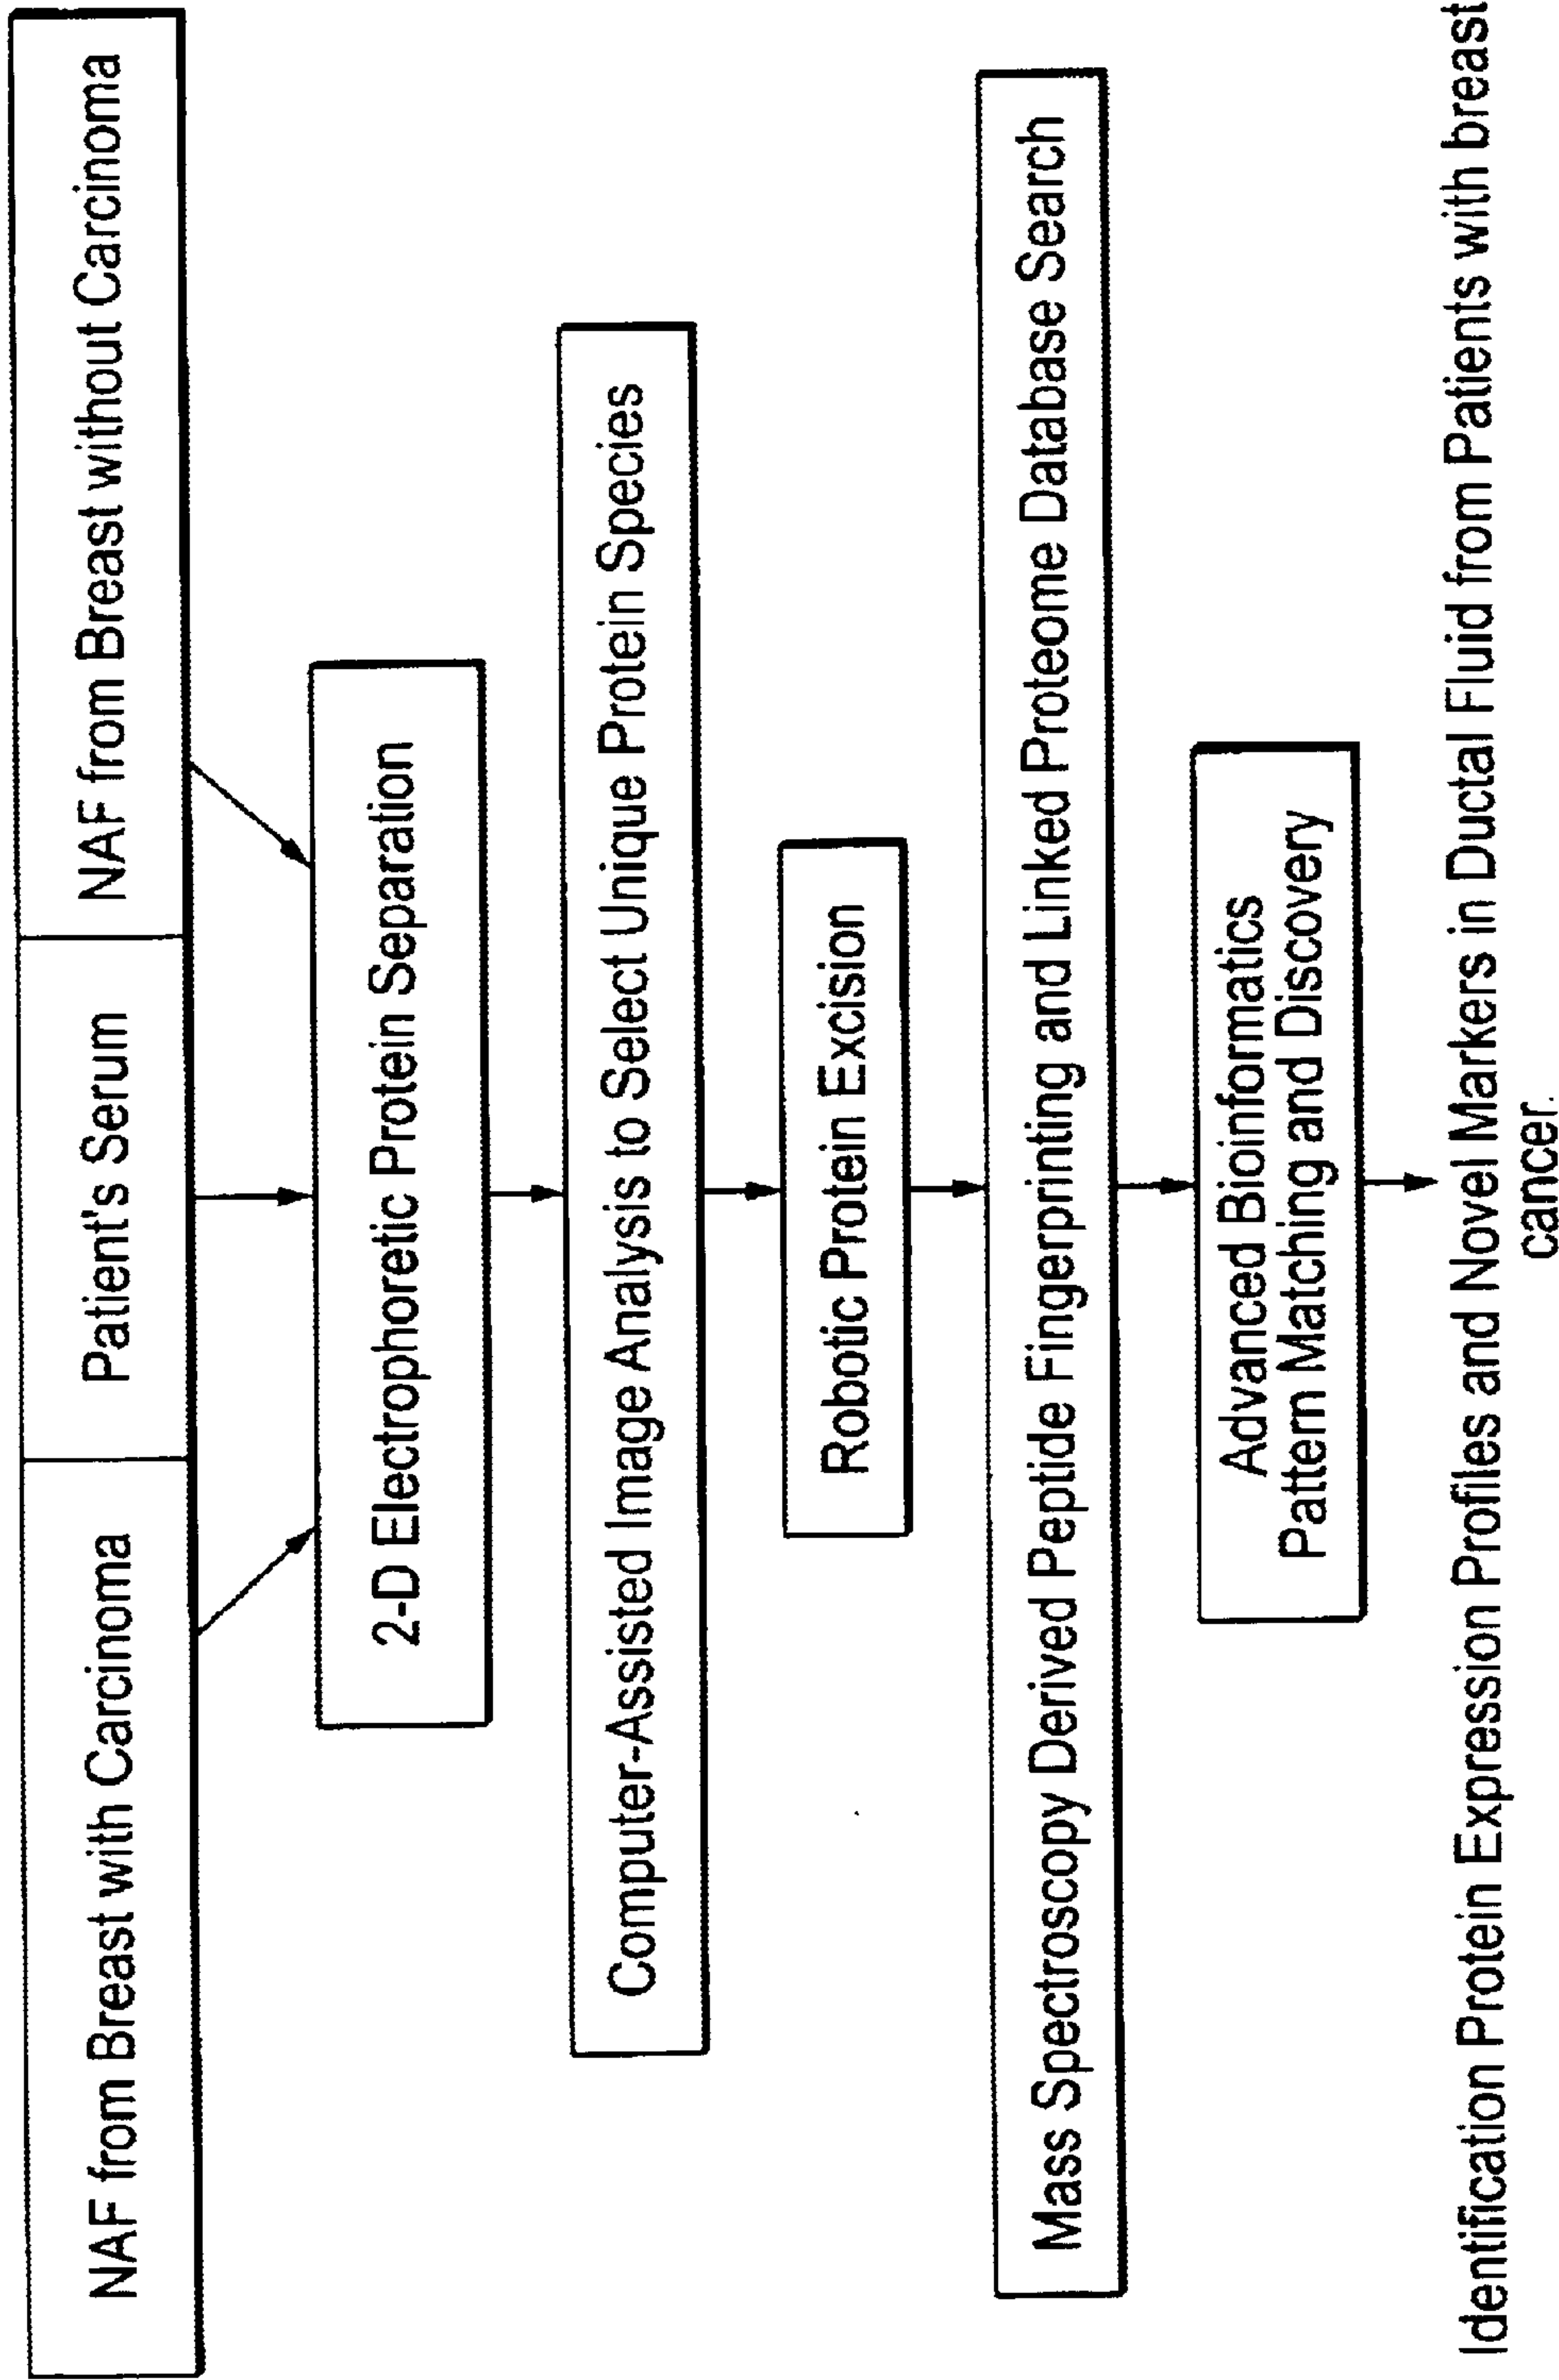 NAF from Breast with Carcinoma
Patient's Serum
NAF from Breast without Carcinoma
2-D Electrophoretic Protein Separation
Computer-Assisted Image Analysis to Select Unique Protein Species
Robotic Protein Excision
Mass Spectroscopy Derived Peptide Fingerprinting and Linked Proteome Database Search
Advanced Bioinformatics
Pattern Matching and Discovery
Identification Protein Expression Profiles and Novel Markers in Ductal Fluid from Patients with breast
cancer.